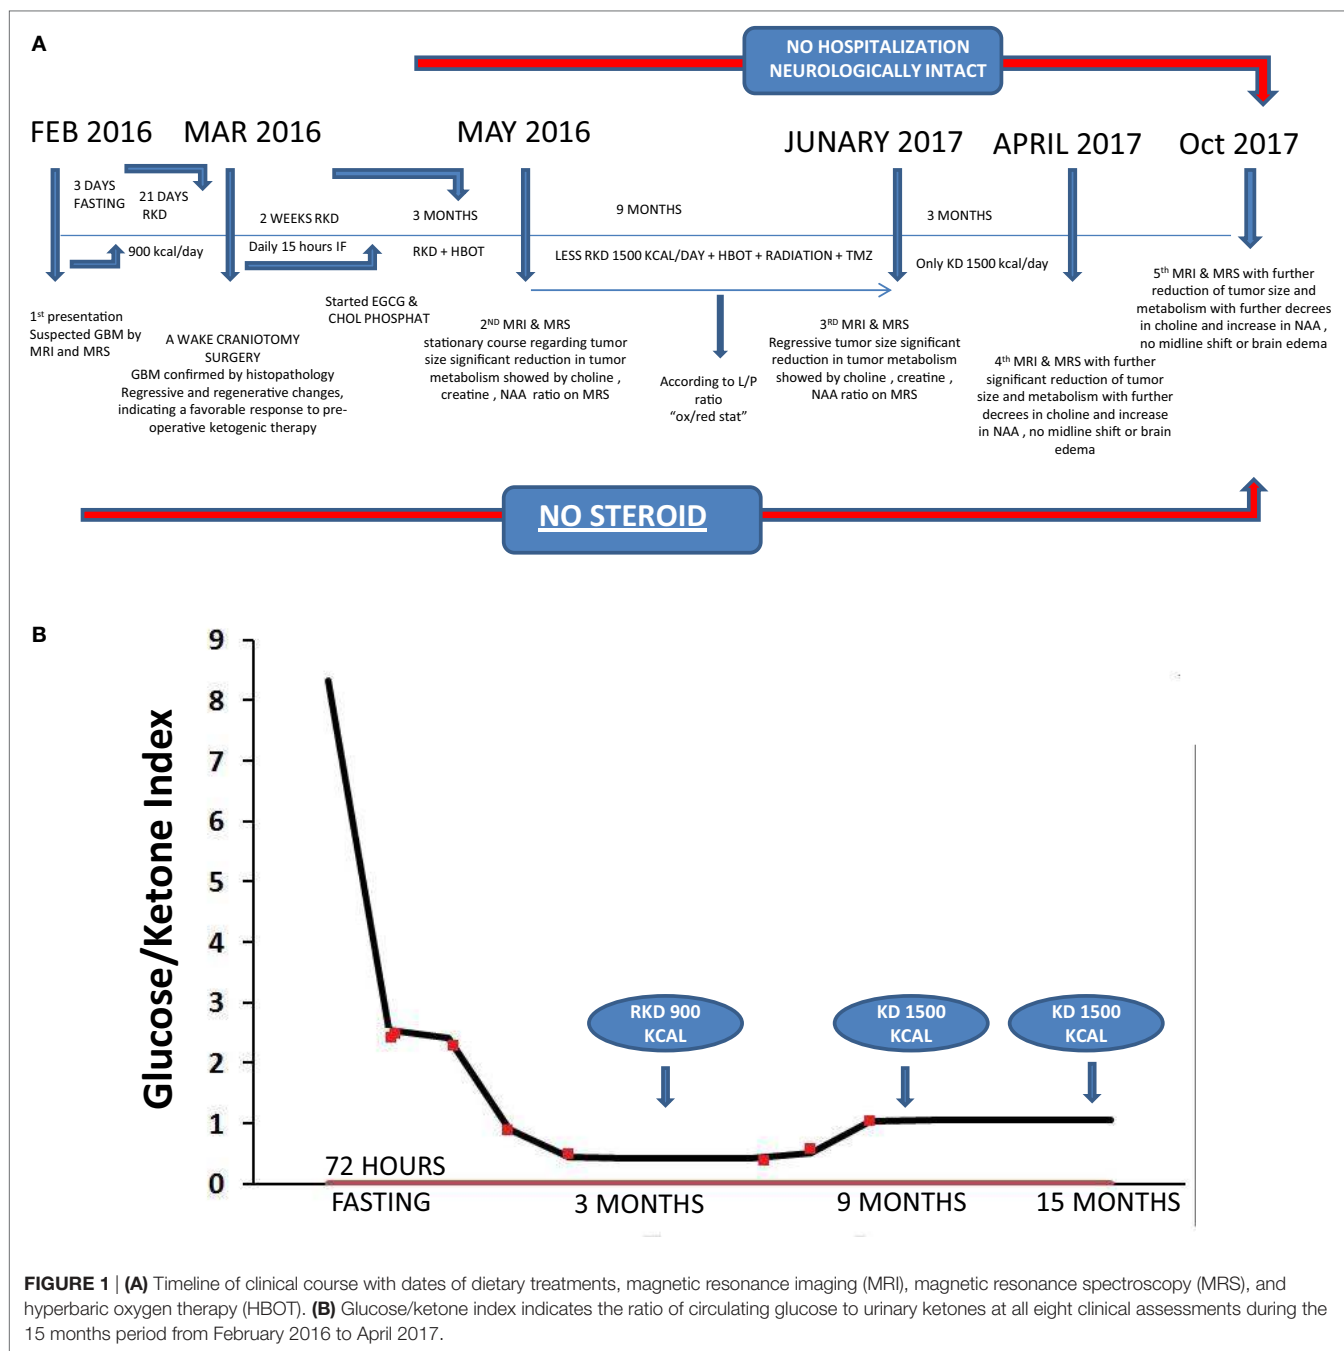 A
NO HOSPITALIZATION
NEUROLOGICALLY INTACT
FEB 2016
MAR 2016
MAY 2016
JUNARY 2017
APRIL 2017
Oct 2017
3 DAYS
FASTING
21 DAYS
RKD
900 kcal/day
2 WEEKS RKD
Daily 15 hours IF
3 MONTHS
RKD + HBOT
9 MONTHS
LESS RKD 1500 KCAL/DAY + HBOT + RADIATION + TMZ
3 MONTHS
Only KD 1500 kcal/day
1st presentation
Suspected GBM by
MRI and MRS
A WAKE CRANIOTOMY
SURGERY
GBM confirmed by histopathology
Regressive and regenerative changes,
indicating a favorable response to pre-
operative ketogenic therapy
Started EGCG &
CHOL PHOSPHAT
2ND MRI & MRS
stationary course regarding tumor
size significant reduction in tumor
metabolism showed by choline ,
creatine , NAA ratio on MRS
According to L/P
ratio
“ox/red stat”
3RD MRI & MRS
Regressive tumor size significant
reduction in tumor metabolism
showed by choline , creatine ,
NAA ratio on MRS
4th MRI & MRS with further
significant reduction of tumor
size and metabolism with further
decrees in choline and increase
in NAA , no midline shift or brain
edema
5th MRI & MRS with further
reduction of tumor size and
metabolism with further decrees
in choline and increase in NAA ,
no midline shift or brain edema
NO STEROID
B
Glucose/Ketone Index
9
8
7
6
5
4
3
2
1
0
RKD 900
KCAL
KD 1500
KCAL
KD 1500
KCAL
72 HOURS
FASTING
3 MONTHS
9 MONTHS
15 MONTHS
FIGURE 1 | (A) Timeline of clinical course with dates of dietary treatments, magnetic resonance imaging (MRI), magnetic resonance spectroscopy (MRS), and
hyperbaric oxygen therapy (HBOT). (B) Glucose/ketone index indicates the ratio of circulating glucose to urinary ketones at all eight clinical assessments during the
15 months period from February 2016 to April 2017.